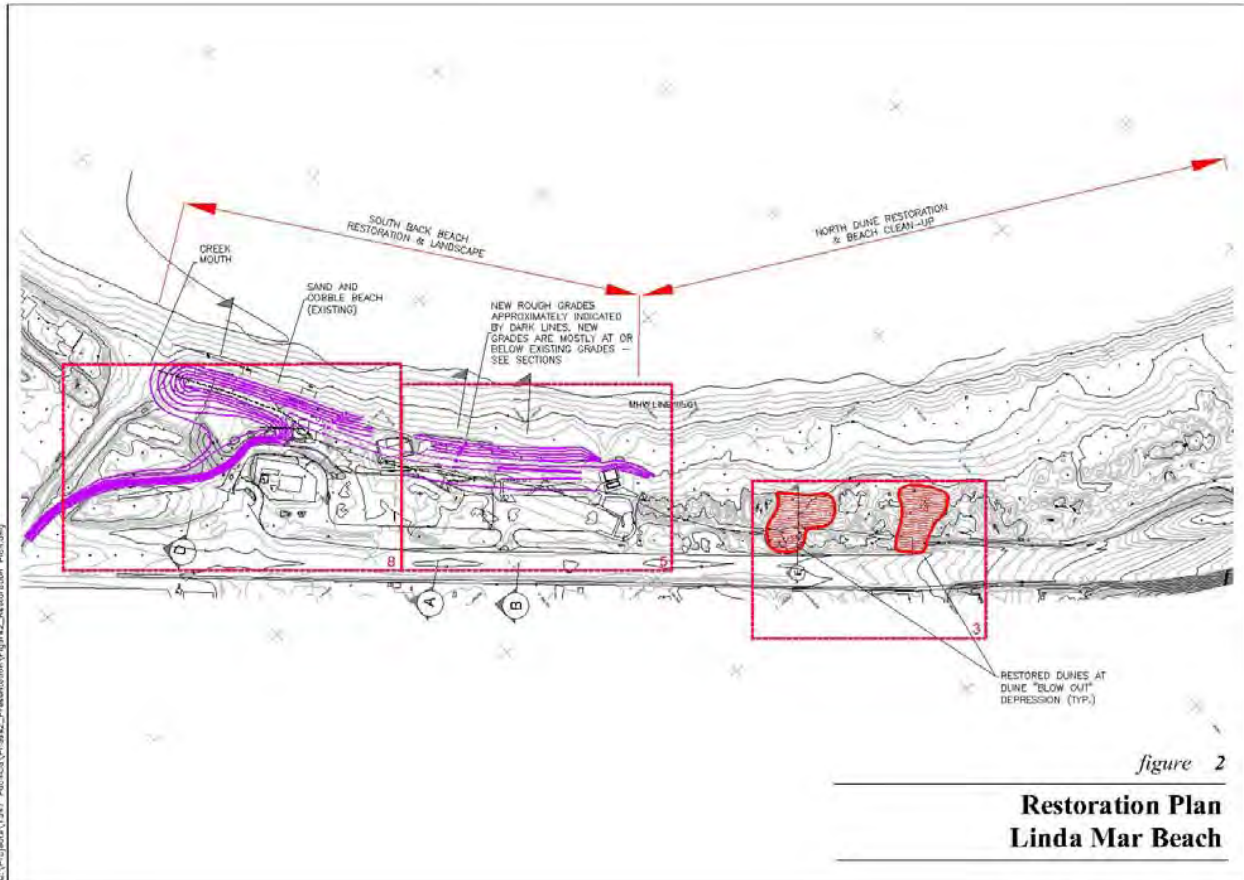 SOUTH BACK BEACH
RESTORATION & LANDSCAPE
NORTH DUNE RESTORATION
& BEACH CLEAN-UP
CREEK
MOUTH
SAND AND
COBBLE BEACH
(EXISTING)
NEW ROUGH GRADES
APPROXIMATELY INDICATED
BY DARK LINES. NEW
GRADES ARE MOSTLY AT OR
BELOW EXISTING GRADES –
SEE SECTIONS
MHW LINE
8
5
3
A
B
E
RESTORED DUNES AT
DUNE "BLOW OUT"
DEPRESSION (TYP.)
figure 2
Restoration Plan
Linda Mar Beach